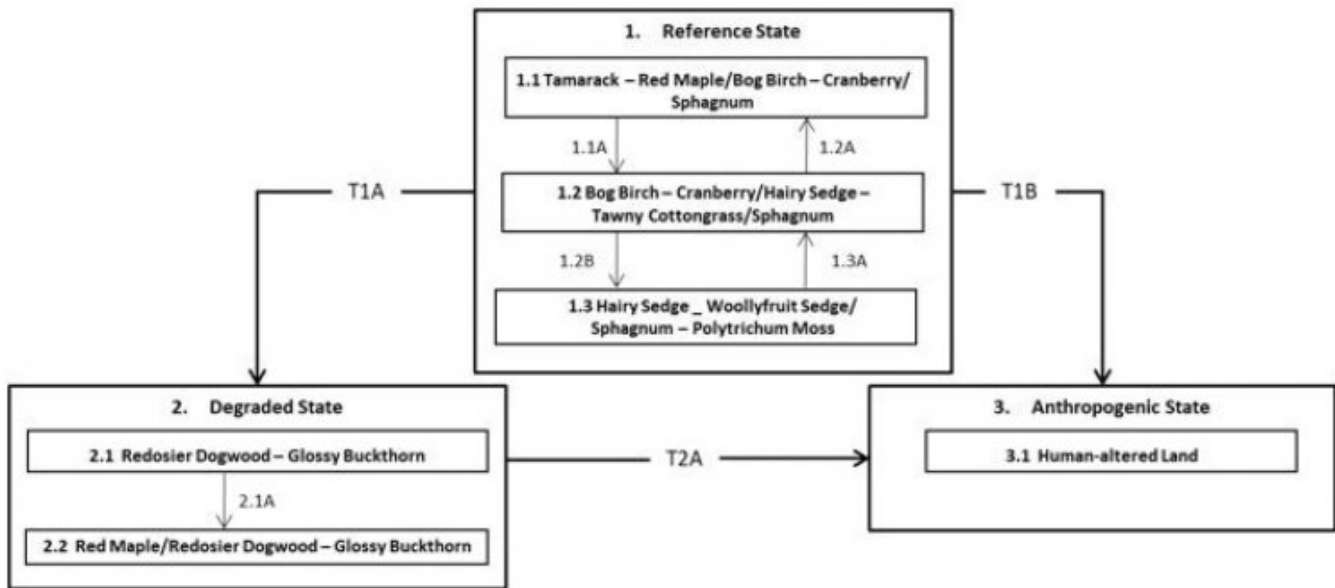 1. Reference State
1.1 Tamarack – Red Maple/Bog Birch – Cranberry/
Sphagnum
1.1A
1.2A
1.2 Bog Birch – Cranberry/Hairy Sedge –
Tawny Cottongrass/Sphagnum
1.2B
1.3A
1.3 Hairy Sedge _ Woollyfruit Sedge/
Sphagnum – Polytrichum Moss
T1A
T1B
2. Degraded State
2.1 Redosier Dogwood – Glossy Buckthorn
2.1A
2.2 Red Maple/Redosier Dogwood – Glossy Buckthorn
T2A
3. Anthropogenic State
3.1 Human-altered Land